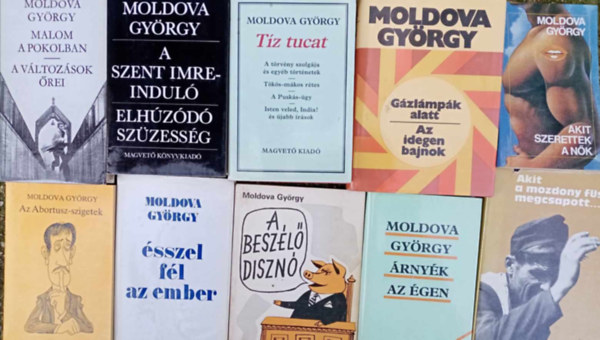 MOLDOVA
GYÖRGY
MALOM
A POKOLBAN
A VÁLTOZÁSOK
ŐREI
MOLDOVA
GYÖRGY
A
SZENT IMRE-
INDULÓ
ELHÚZÓDÓ
SZÜZESSÉG
MAGVETŐ KÖNYVKIADÓ
MOLDOVA GYÖRGY
Tíz tucat
A törvény szolgája
és egyéb történetek
Tökös-mákos rétes
A Puskás-ügy
Isten veled, India!
és újabb írások
MAGVETŐ KIADÓ
MOLDOVA
GYÖRGY
Gázlámpák
alatt
Az
idegen
bajnok
MOLDOVA
GYÖRGY
AKIT
SZERETTEK
A NŐK
MOLDOVA GYÖRGY
Az Abortusz-szigetek
MOLDOVA
GYÖRGY
ésszel
fél
az ember
Moldova György
A
BESZÉLŐ
DISZNÓ
MOLDOVA
GYÖRGY
ÁRNYÉK
AZ ÉGEN
Akit
a mozdony füs
megcsapott...